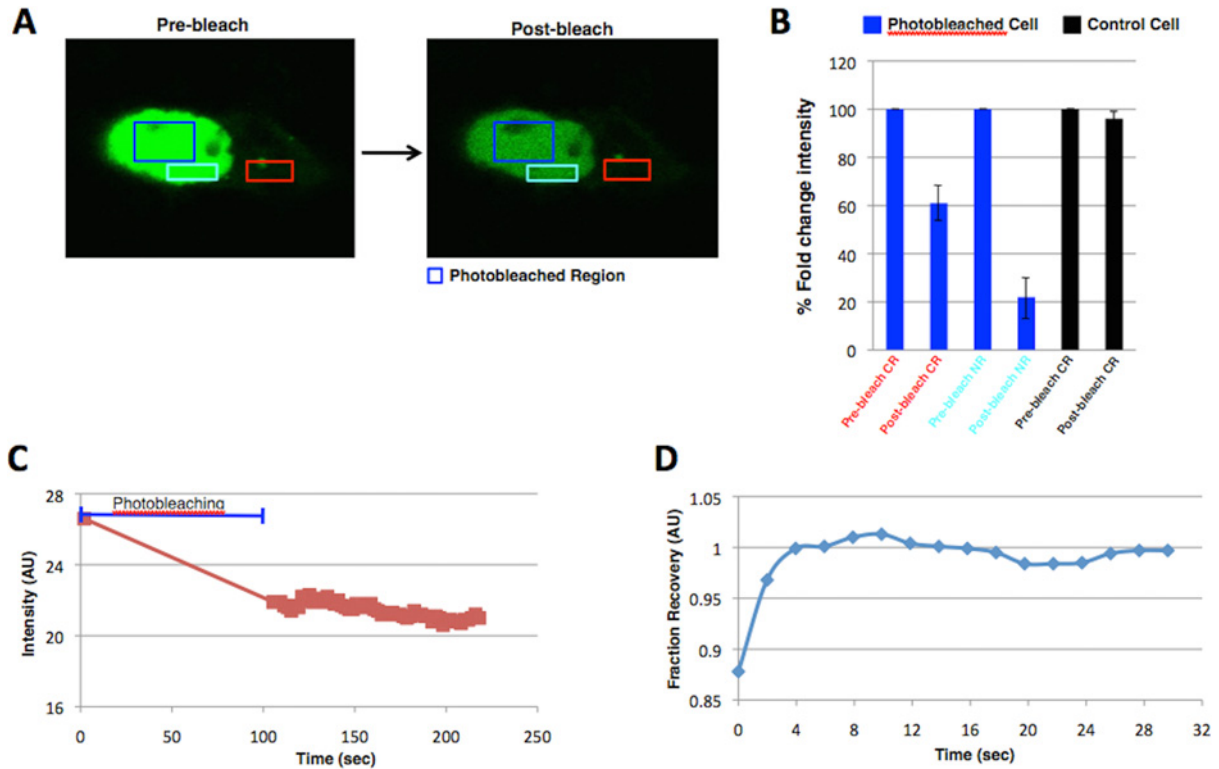 A
Pre-bleach
Post-bleach
Photobleached Region
B
Photobleached Cell
Control Cell
% Fold change intensity
120
100
80
60
40
20
0
Pre-bleach CR
Post-bleach CR
Pre-bleach NR
Post-bleach NR
Pre-bleach CR
Post-bleach CR
C
Photobleaching
Intensity (AU)
28
24
20
16
0
50
100
150
200
250
Time (sec)
D
Fraction Recovery (AU)
1.05
1
0.95
0.9
0.85
0
4
8
12
16
20
24
28
32
Time (sec)